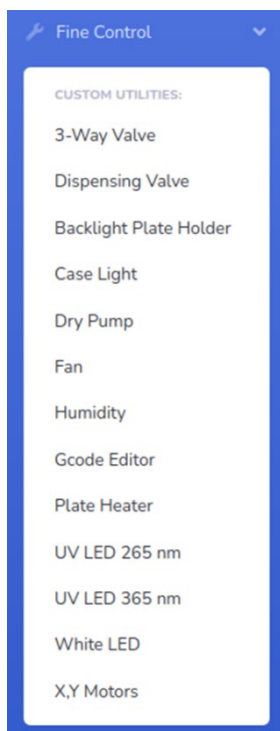 Fine Control
CUSTOM UTILITIES:
3-Way Valve
Dispensing Valve
Backlight Plate Holder
Case Light
Dry Pump
Fan
Humidity
Gcode Editor
Plate Heater
UV LED 265 nm
UV LED 365 nm
White LED
X,Y Motors